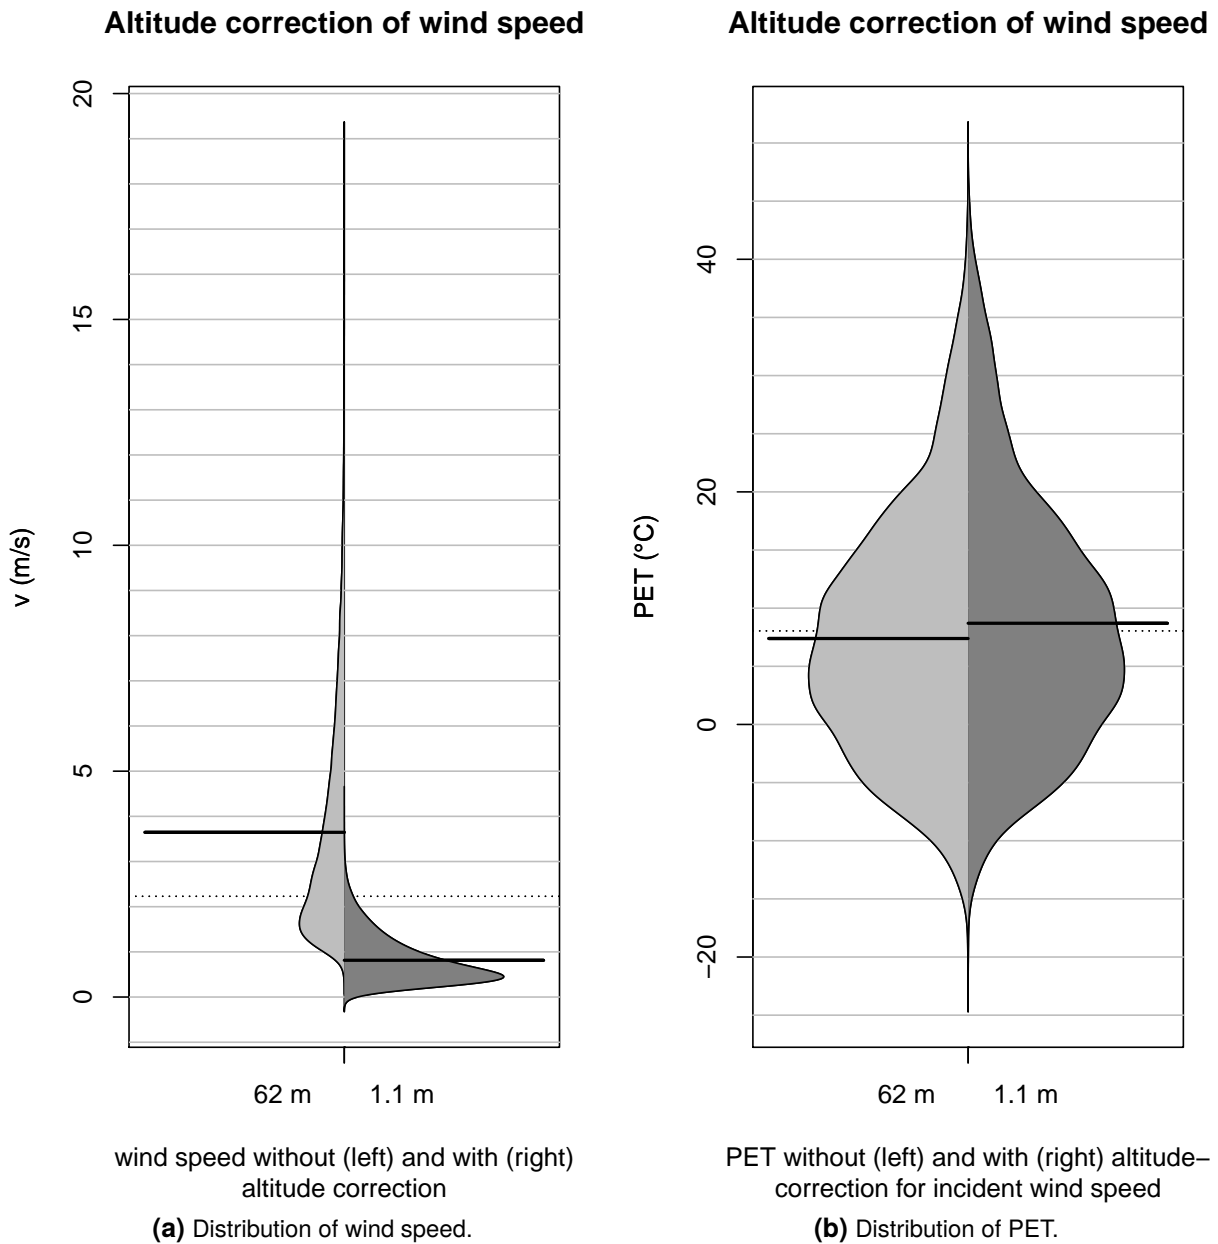 Altitude correction of wind speed
v (m/s)
20
15
10
5
0
62 m
1.1 m
wind speed without (left) and with (right)
altitude correction
(a) Distribution of wind speed.
Altitude correction of wind speed
PET (°C)
40
20
0
−20
62 m
1.1 m
PET without (left) and with (right) altitude−
correction for incident wind speed
(b) Distribution of PET.